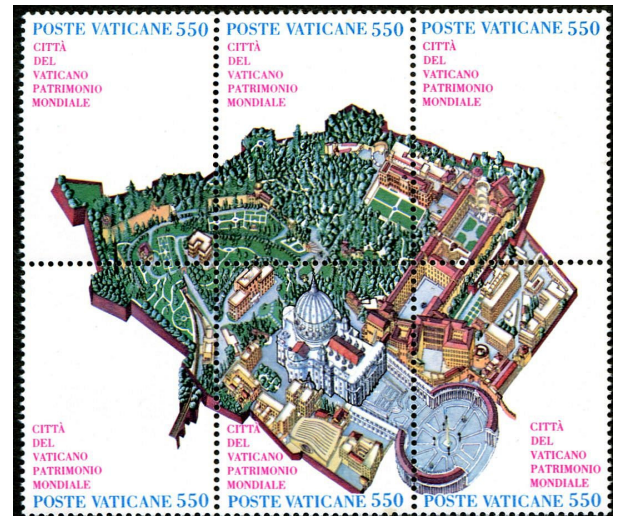 POSTE VATICANE 550
CITTÀ
DEL
VATICANO
PATRIMONIO
MONDIALE
POSTE VATICANE 550
CITTÀ
DEL
VATICANO
PATRIMONIO
MONDIALE
POSTE VATICANE 550
CITTÀ
DEL
VATICANO
PATRIMONIO
MONDIALE
CITTÀ
DEL
VATICANO
PATRIMONIO
MONDIALE
POSTE VATICANE 550
CITTÀ
DEL
VATICANO
PATRIMONIO
MONDIALE
POSTE VATICANE 550
CITTÀ
DEL
VATICANO
PATRIMONIO
MONDIALE
POSTE VATICANE 550